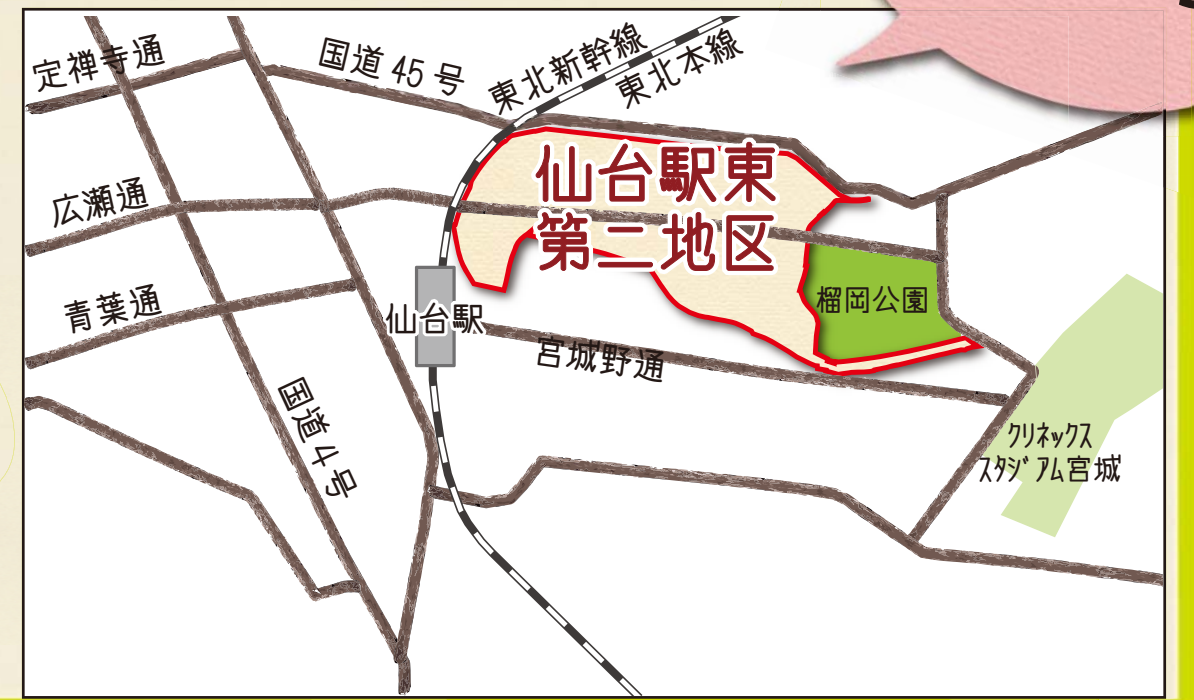 定禅寺通
国道45号
東北新幹線
東北本線
仙台駅東
第二地区
広瀬通
青葉通
仙台駅
榴岡公園
宮城野通
国道4号
クリネックス
スタジアム宮城